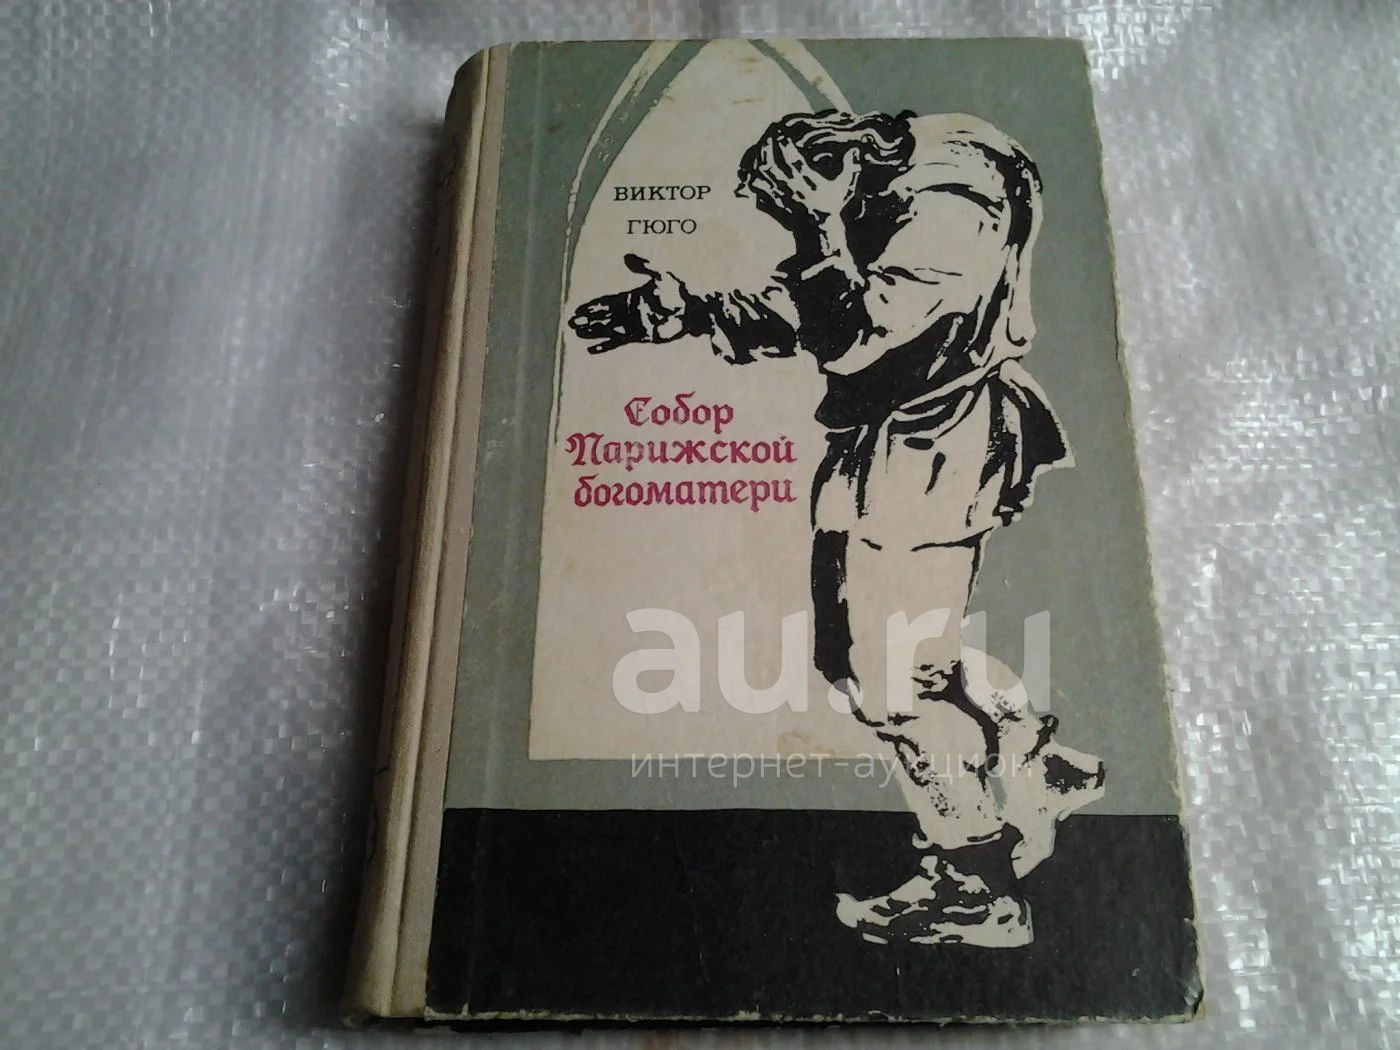 ВИКТОР
ГЮГО
Собор
Парижской
богоматери
au.ru
интернет-аукцион